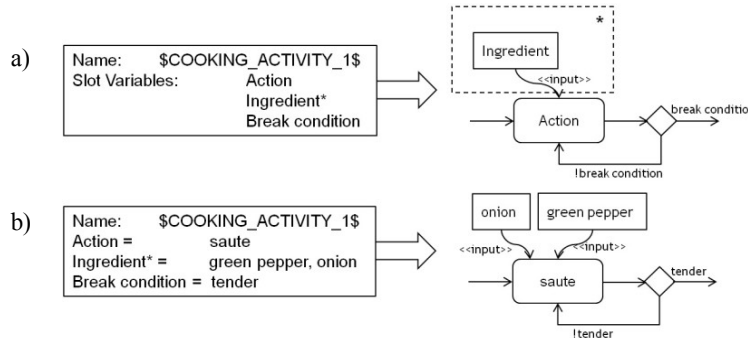 a)
Name: $COOKING_ACTIVITY_1$
Slot Variables: Action
Ingredient*
Break condition
*
Ingredient
<<input>>
Action
break conditio
!break condition
b)
Name: $COOKING_ACTIVITY_1$
Action = saute
Ingredient* = green pepper, onion
Break condition = tender
onion
green pepper
<<input>>
<<input>>
saute
tender
!tender